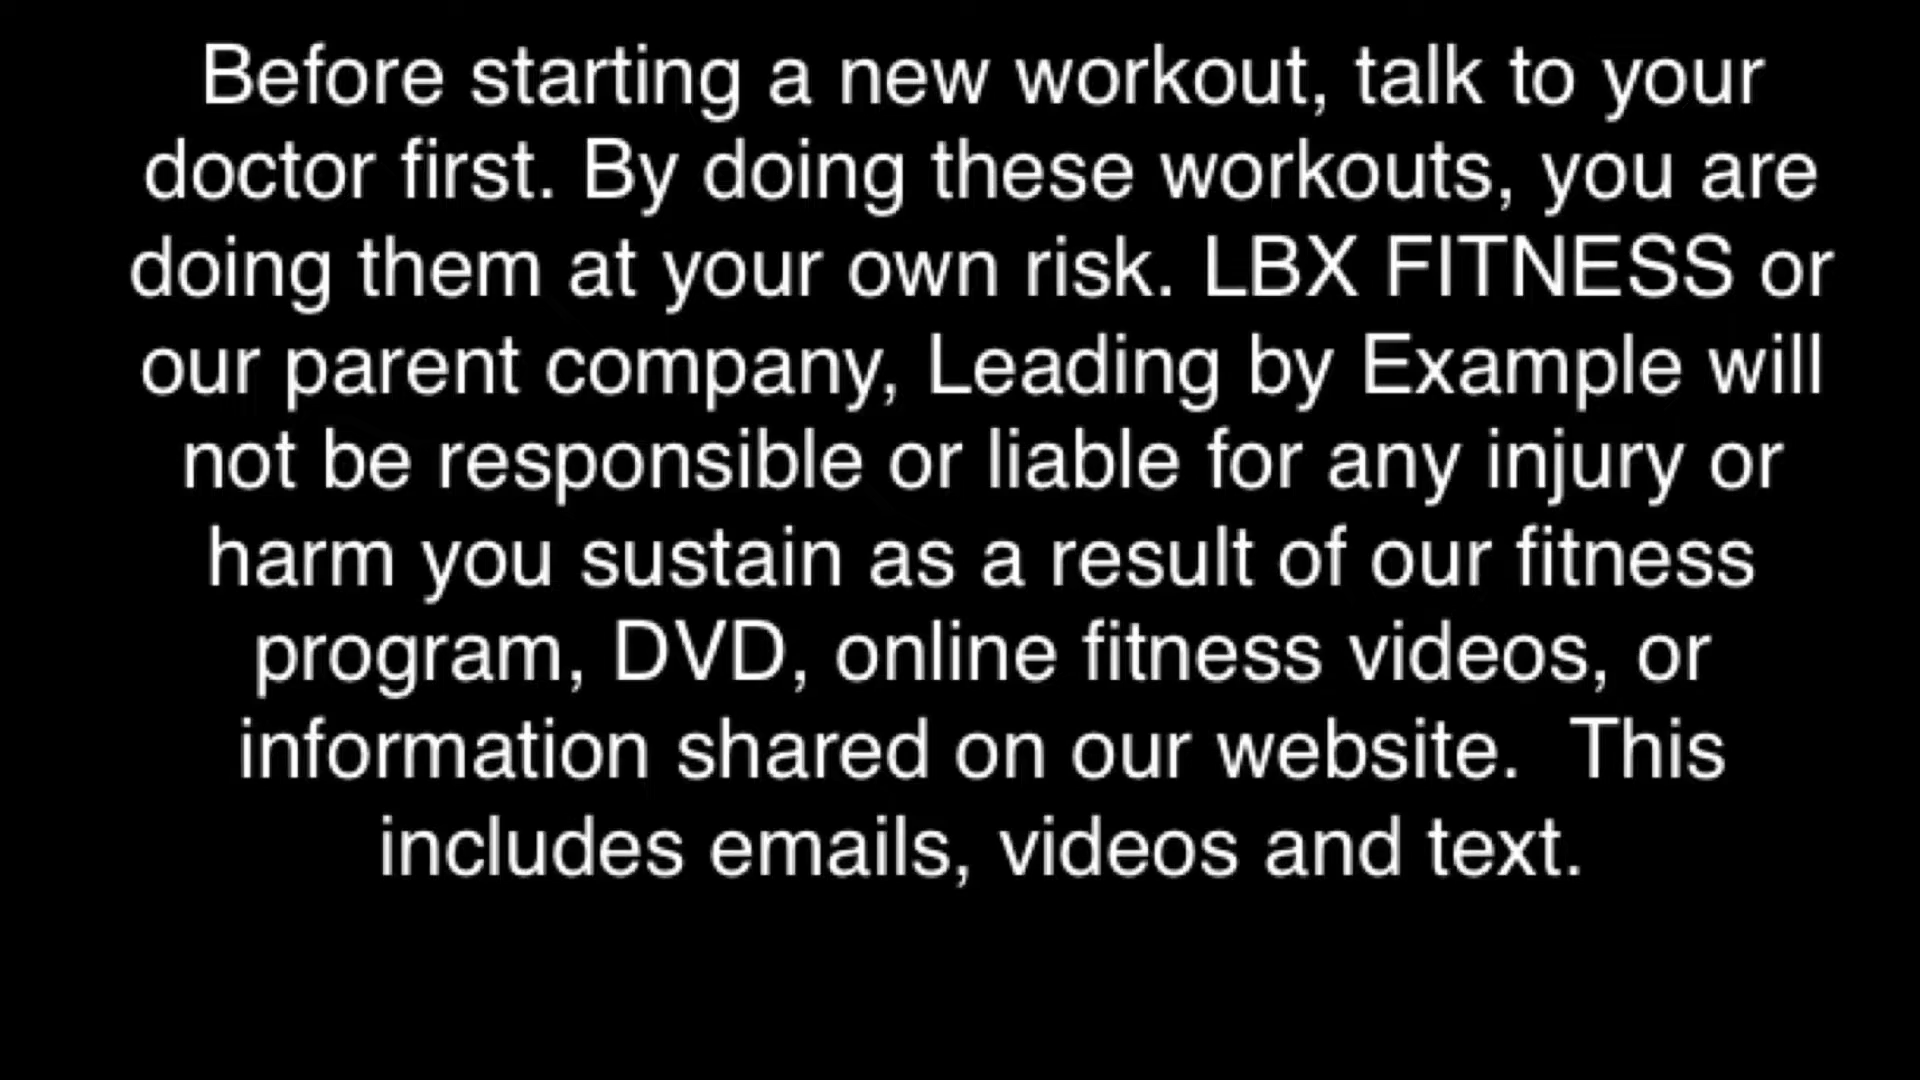 Before starting a new workout, talk to your
doctor first. By doing these workouts, you are
doing them at your own risk. LBX FITNESS or
our parent company, Leading by Example will
not be responsible or liable for any injury or
harm you sustain as a result of our fitness
program, DVD, online fitness videos, or
information shared on our website.  This
includes emails, videos and text.